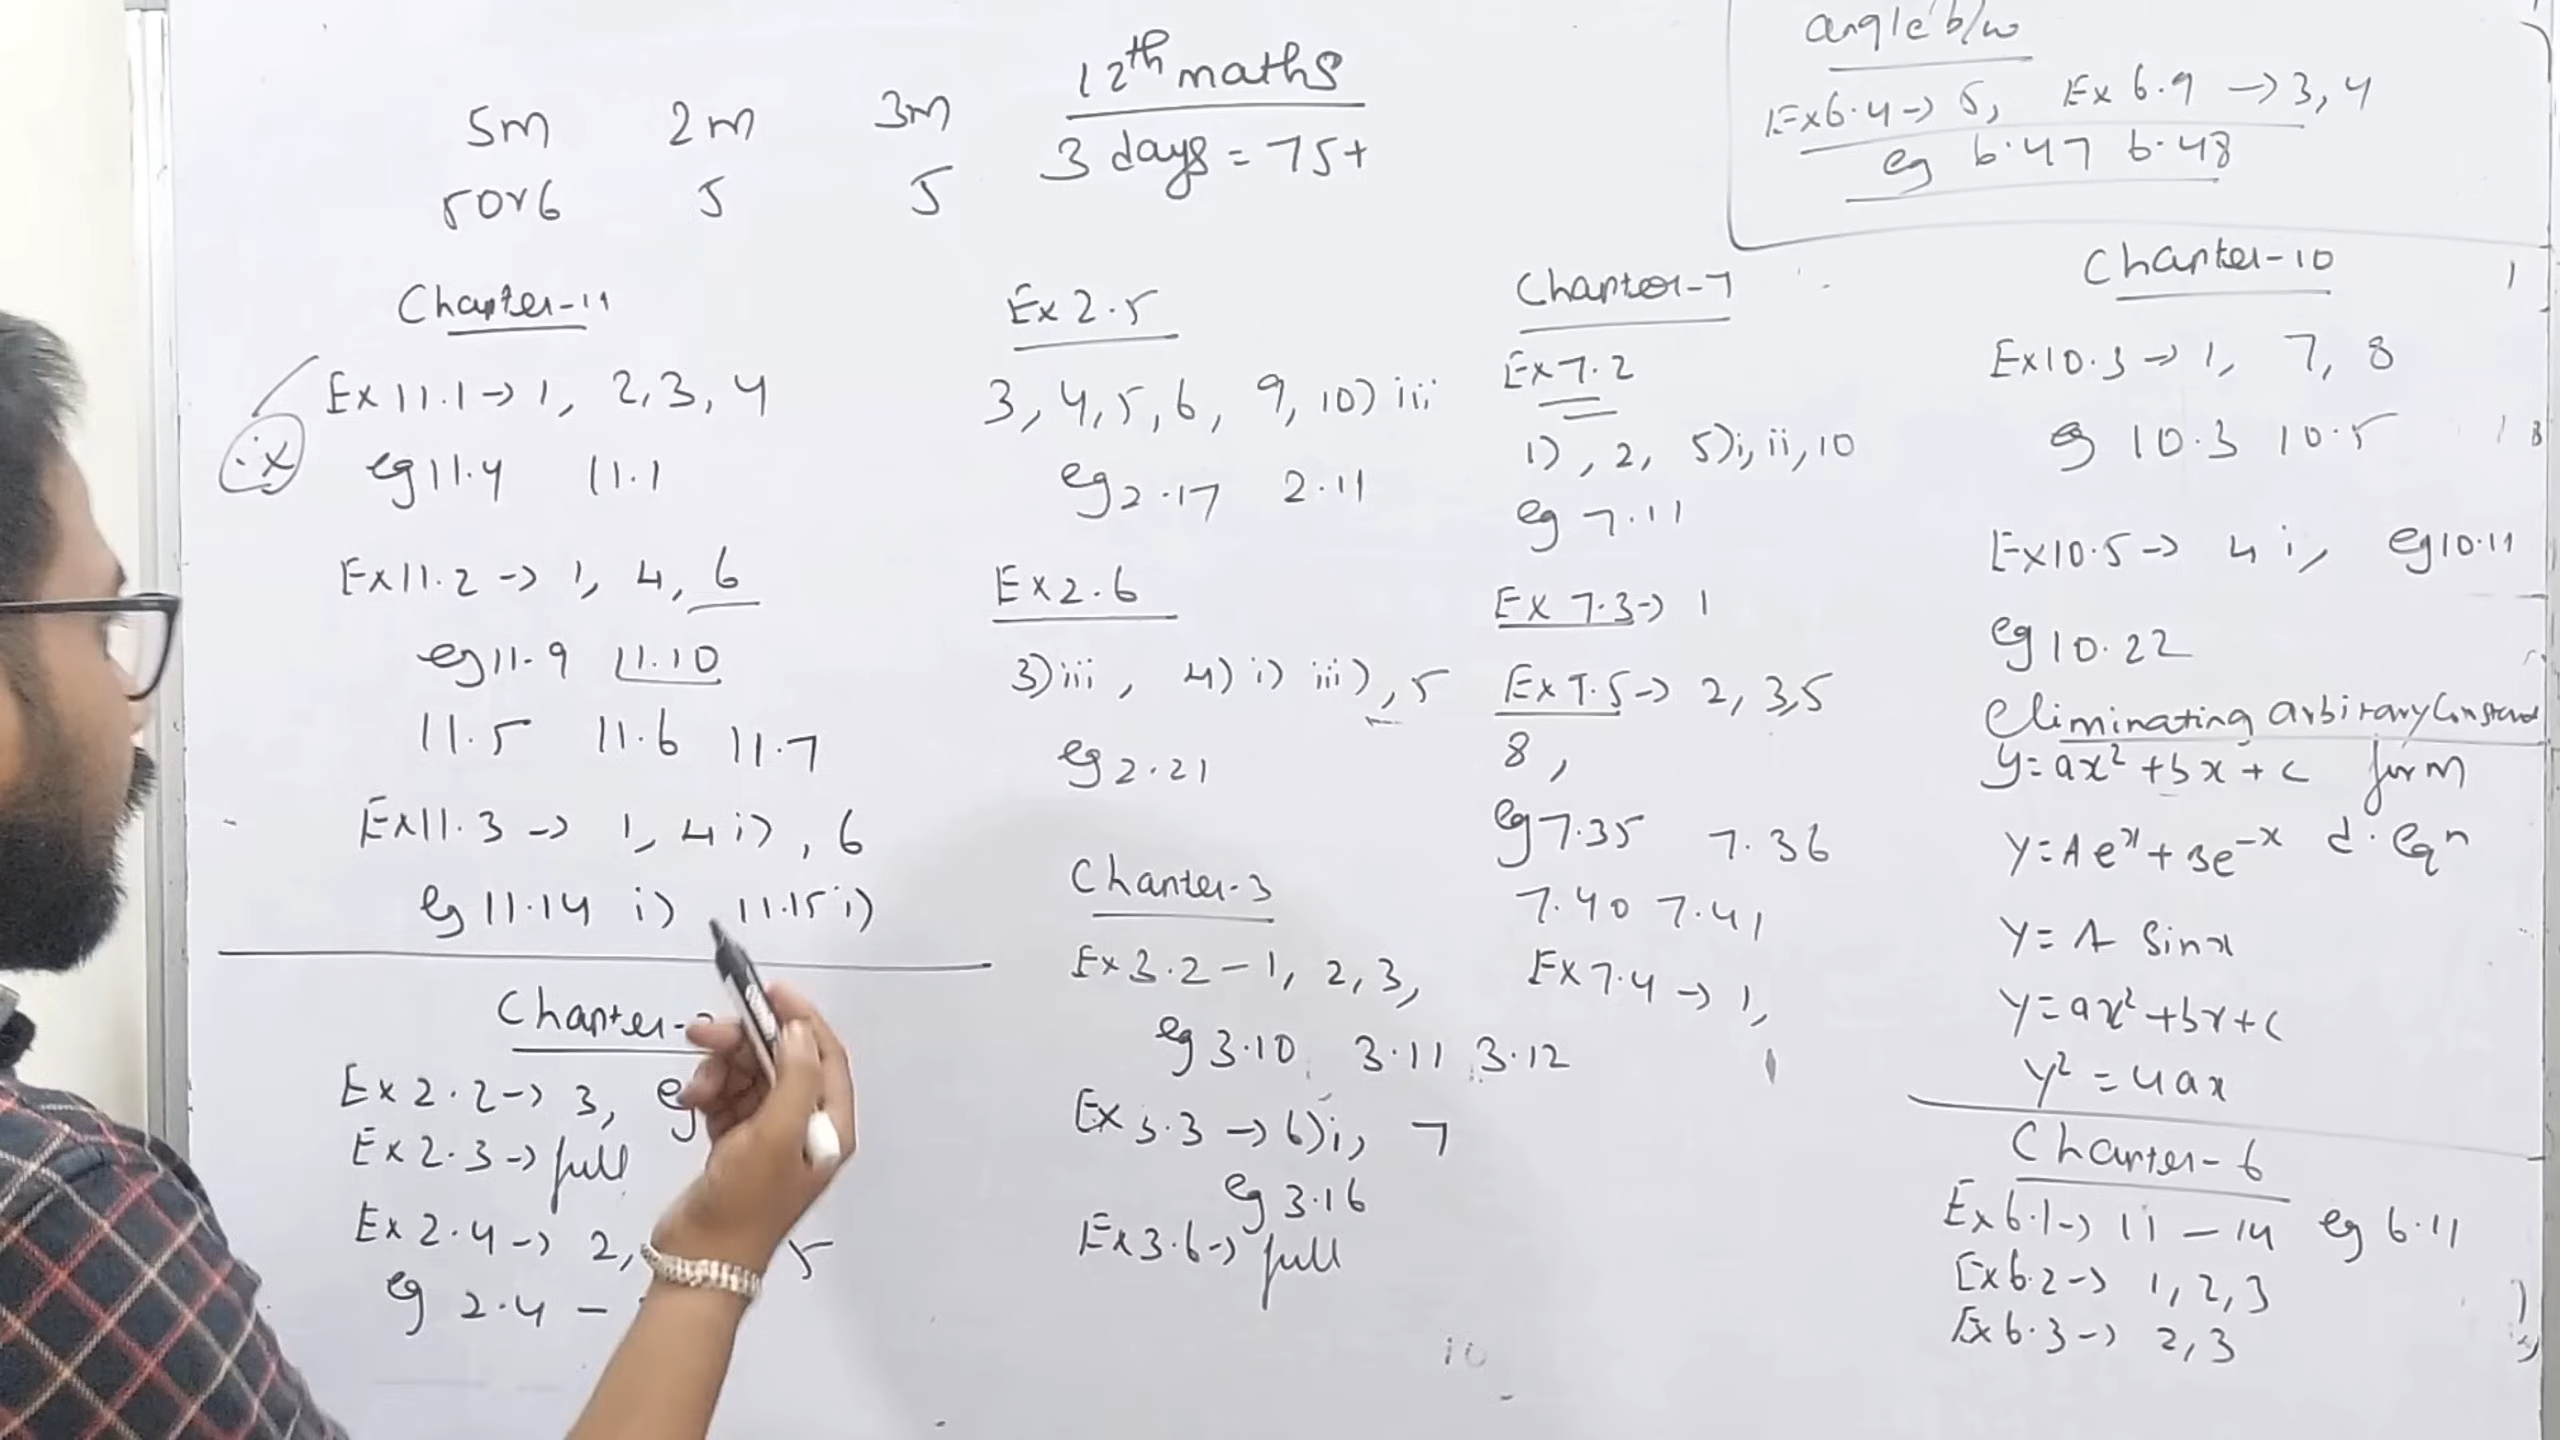 12th maths
3 days = 75+
5m 2m 3m
5 or 6 5 5
angle b/w
Ex 6.4 -> 5, Ex 6.9 -> 3, 4
eg 6.47 6.48
Chapter-11
Ex 11.1 -> 1, 2, 3, 4
eg 11.4 11.1
Ex 11.2 -> 1, 4, 6
eg 11.9 11.10
11.5 11.6 11.7
Ex 11.3 -> 1, 4 i), 6
eg 11.14 i) 11.15 i)
Chapter-
Ex 2.2 -> 3, eg
Ex 2.3 -> full
Ex 2.4 -> 2, 5
eg 2.4 -
Ex 2.5
3, 4, 5, 6, 9, 10) iii
eg 2.17 2.11
Ex 2.6
3) iii, 4) i) iii), 5
eg 2.21
Chapter-3
Ex 3.2 - 1, 2, 3,
eg 3.10 3.11 3.12
Ex 3.3 -> 6) i, 7
eg 3.16
Ex 3.6 -> full
Chapter-7
Ex 7.2
1), 2, 5) i, ii, 10
eg 7.11
Ex 7.3 -> 1
Ex 7.5 -> 2, 3, 5
8,
eg 7.35 7.36
7.40 7.41
Ex 7.4 -> 1,
Chapter-10
Ex 10.3 -> 1, 7, 8
eg 10.3 10.5
Ex 10.5 -> 4 i, eg 10.11
eg 10.22
eliminating arbitrary Constant
y = ax² + bx + c form
y = Ae^x + Be^-x d. eqn
y = A sin x
y = ax² + bx + c
y² = 4ax
Chapter-6
Ex 6.1 -> 11 - 14 eg 6.11
Ex 6.2 -> 1, 2, 3
Ex 6.3 -> 2, 3